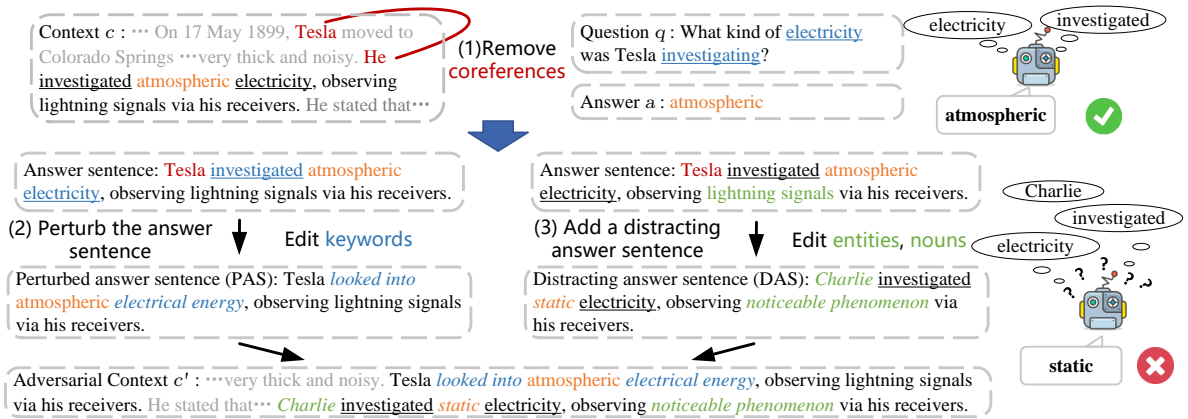 Context c : ··· On 17 May 1899, Tesla moved to
Colorado Springs ···very thick and noisy. He
investigated atmospheric electricity, observing
lightning signals via his receivers. He stated that···
(1)Remove
coreferences
Question q : What kind of electricity
was Tesla investigating?
Answer a : atmospheric
electricity
investigated
atmospheric
Answer sentence: Tesla investigated atmospheric
electricity, observing lightning signals via his receivers.
Answer sentence: Tesla investigated atmospheric
electricity, observing lightning signals via his receivers.
(2) Perturb the answer
sentence
Edit keywords
(3) Add a distracting
answer sentence
Edit entities, nouns
Perturbed answer sentence (PAS): Tesla looked into
atmospheric electrical energy, observing lightning signals
via his receivers.
Distracting answer sentence (DAS): Charlie investigated
static electricity, observing noticeable phenomenon via
his receivers.
Charlie
investigated
electricity
? ? ? ?
static
Adversarial Context c' : ···very thick and noisy. Tesla looked into atmospheric electrical energy, observing lightning signals
via his receivers. He stated that··· Charlie investigated static electricity, observing noticeable phenomenon via his receivers.